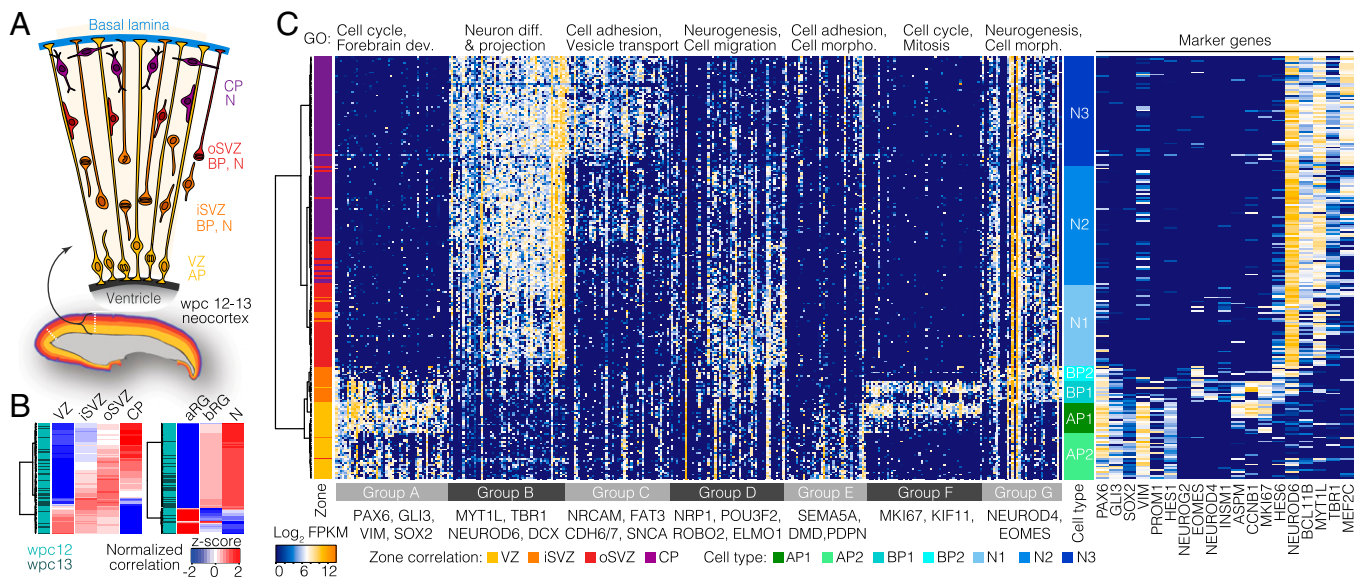 A
Basal lamina
CP
N
oSVZ
BP, N
iSVZ
BP, N
VZ
AP
Ventricle
wpc 12-13
neocortex
B
VZ
iSVZ
oSVZ
CP
aRG
bRG
N
wpc12
wpc13
Normalized
correlation
z-score
-2 0 2
C
GO:
Cell cycle,
Forebrain dev.
Neuron diff.
& projection
Cell adhesion,
Vesicle transport
Neurogenesis,
Cell migration
Cell adhesion,
Cell morpho.
Cell cycle,
Mitosis
Neurogenesis,
Cell morph.
Marker genes
N3
N2
N1
BP2
BP1
AP1
AP2
Zone
Group A
Group B
Group C
Group D
Group E
Group F
Group G
Cell type
PAX6, GLI3,
VIM, SOX2
MYT1L, TBR1
NEUROD6, DCX
NRCAM, FAT3
CDH6/7, SNCA
NRP1, POU3F2,
ROBO2, ELMO1
SEMA5A,
DMD,PDPN
MKI67, KIF11,
NEUROD4,
EOMES
PAX6
GLI3
SOX2
VIM
PROM1
HES1
NEUROG2
EOMES
NEUROD4
INSM1
ASPM
CCNB1
MKI67
HES6
NEUROD6
BCL11B
MYT1L
TBR1
MEF2C
Log2 FPKM
0 4 8 12
Zone correlation: VZ iSVZ oSVZ CP
Cell type: AP1 AP2 BP1 BP2 N1 N2 N3